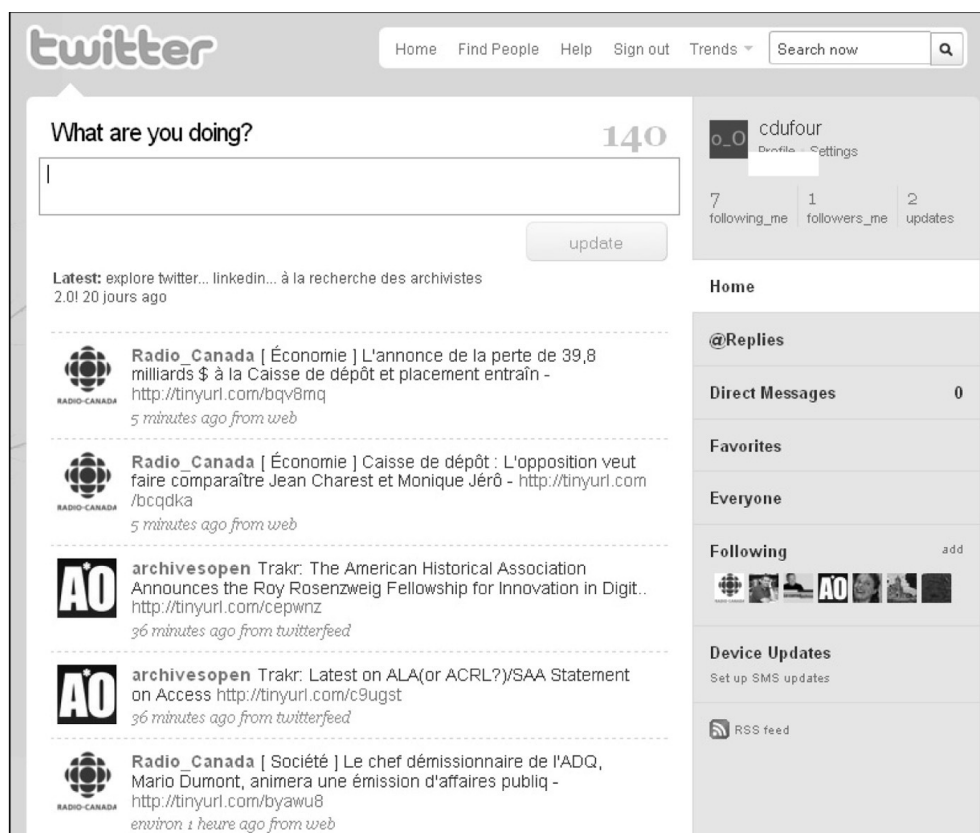 twitter
Home Find People Help Sign out Trends Search now
What are you doing? 140
update
Latest: explore twitter... linkedin... à la recherche des archivistes
2.0! 20 jours ago
Radio_Canada [ Économie ] L'annonce de la perte de 39,8
milliards $ à la Caisse de dépôt et placement entraîn -
http://tinyurl.com/bqv8mq
5 minutes ago from web
RADIO-CANADA
Radio_Canada [ Économie ] Caisse de dépôt : L'opposition veut
faire comparaître Jean Charest et Monique Jérô - http://tinyurl.com
/bcqdka
5 minutes ago from web
RADIO-CANADA
A*O
archivesopen Trakr: The American Historical Association
Announces the Roy Rosenzweig Fellowship for Innovation in Digit..
http://tinyurl.com/cepwnz
36 minutes ago from twitterfeed
A*O
archivesopen Trakr: Latest on ALA(or ACRL?)/SAA Statement
on Access http://tinyurl.com/c9ugst
36 minutes ago from twitterfeed
Radio_Canada [ Société ] Le chef démissionnaire de l'ADQ,
Mario Dumont, animera une émission d'affaires publiq -
http://tinyurl.com/byawu8
environ 1 heure ago from web
RADIO-CANADA
o_O
cdufour
Profile · Settings
7 1 2
following_me followers_me updates
Home
@Replies
Direct Messages 0
Favorites
Everyone
Following add
A*O
Device Updates
Set up SMS updates
RSS feed